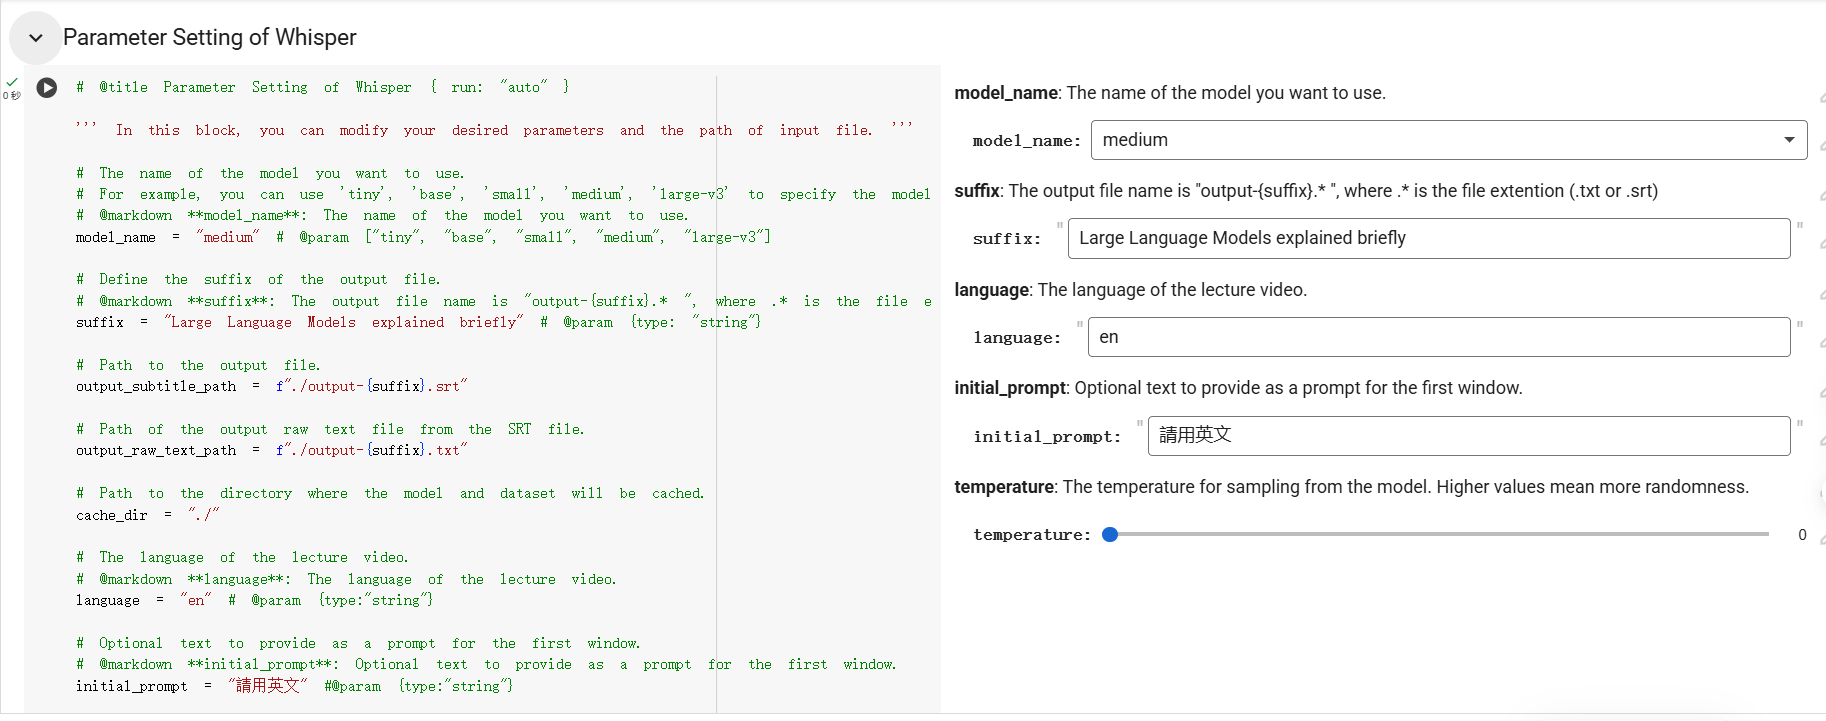 Parameter Setting of Whisper
0 秒
# @title Parameter Setting of Whisper { run: "auto" }
''' In this block, you can modify your desired parameters and the path of input file. '''
# The name of the model you want to use.
# For example, you can use 'tiny', 'base', 'small', 'medium', 'large-v3' to specify the model
# @markdown **model_name**: The name of the model you want to use.
model_name = "medium" # @param ["tiny", "base", "small", "medium", "large-v3"]
# Define the suffix of the output file.
# @markdown **suffix**: The output file name is "output-{suffix}.* ", where .* is the file e
suffix = "Large Language Models explained briefly" # @param {type: "string"}
# Path to the output file.
output_subtitle_path = f"./output-{suffix}.srt"
# Path of the output raw text file from the SRT file.
output_raw_text_path = f"./output-{suffix}.txt"
# Path to the directory where the model and dataset will be cached.
cache_dir = "./"
# The language of the lecture video.
# @markdown **language**: The language of the lecture video.
language = "en" # @param {type:"string"}
# Optional text to provide as a prompt for the first window.
# @markdown **initial_prompt**: Optional text to provide as a prompt for the first window.
initial_prompt = "請用英文" #@param {type:"string"}
model_name: The name of the model you want to use.
model_name: medium
suffix: The output file name is "output-{suffix}.* ", where .* is the file extention (.txt or .srt)
suffix: " Large Language Models explained briefly "
language: The language of the lecture video.
language: " en "
initial_prompt: Optional text to provide as a prompt for the first window.
initial_prompt: " 請用英文 "
temperature: The temperature for sampling from the model. Higher values mean more randomness.
temperature: 0